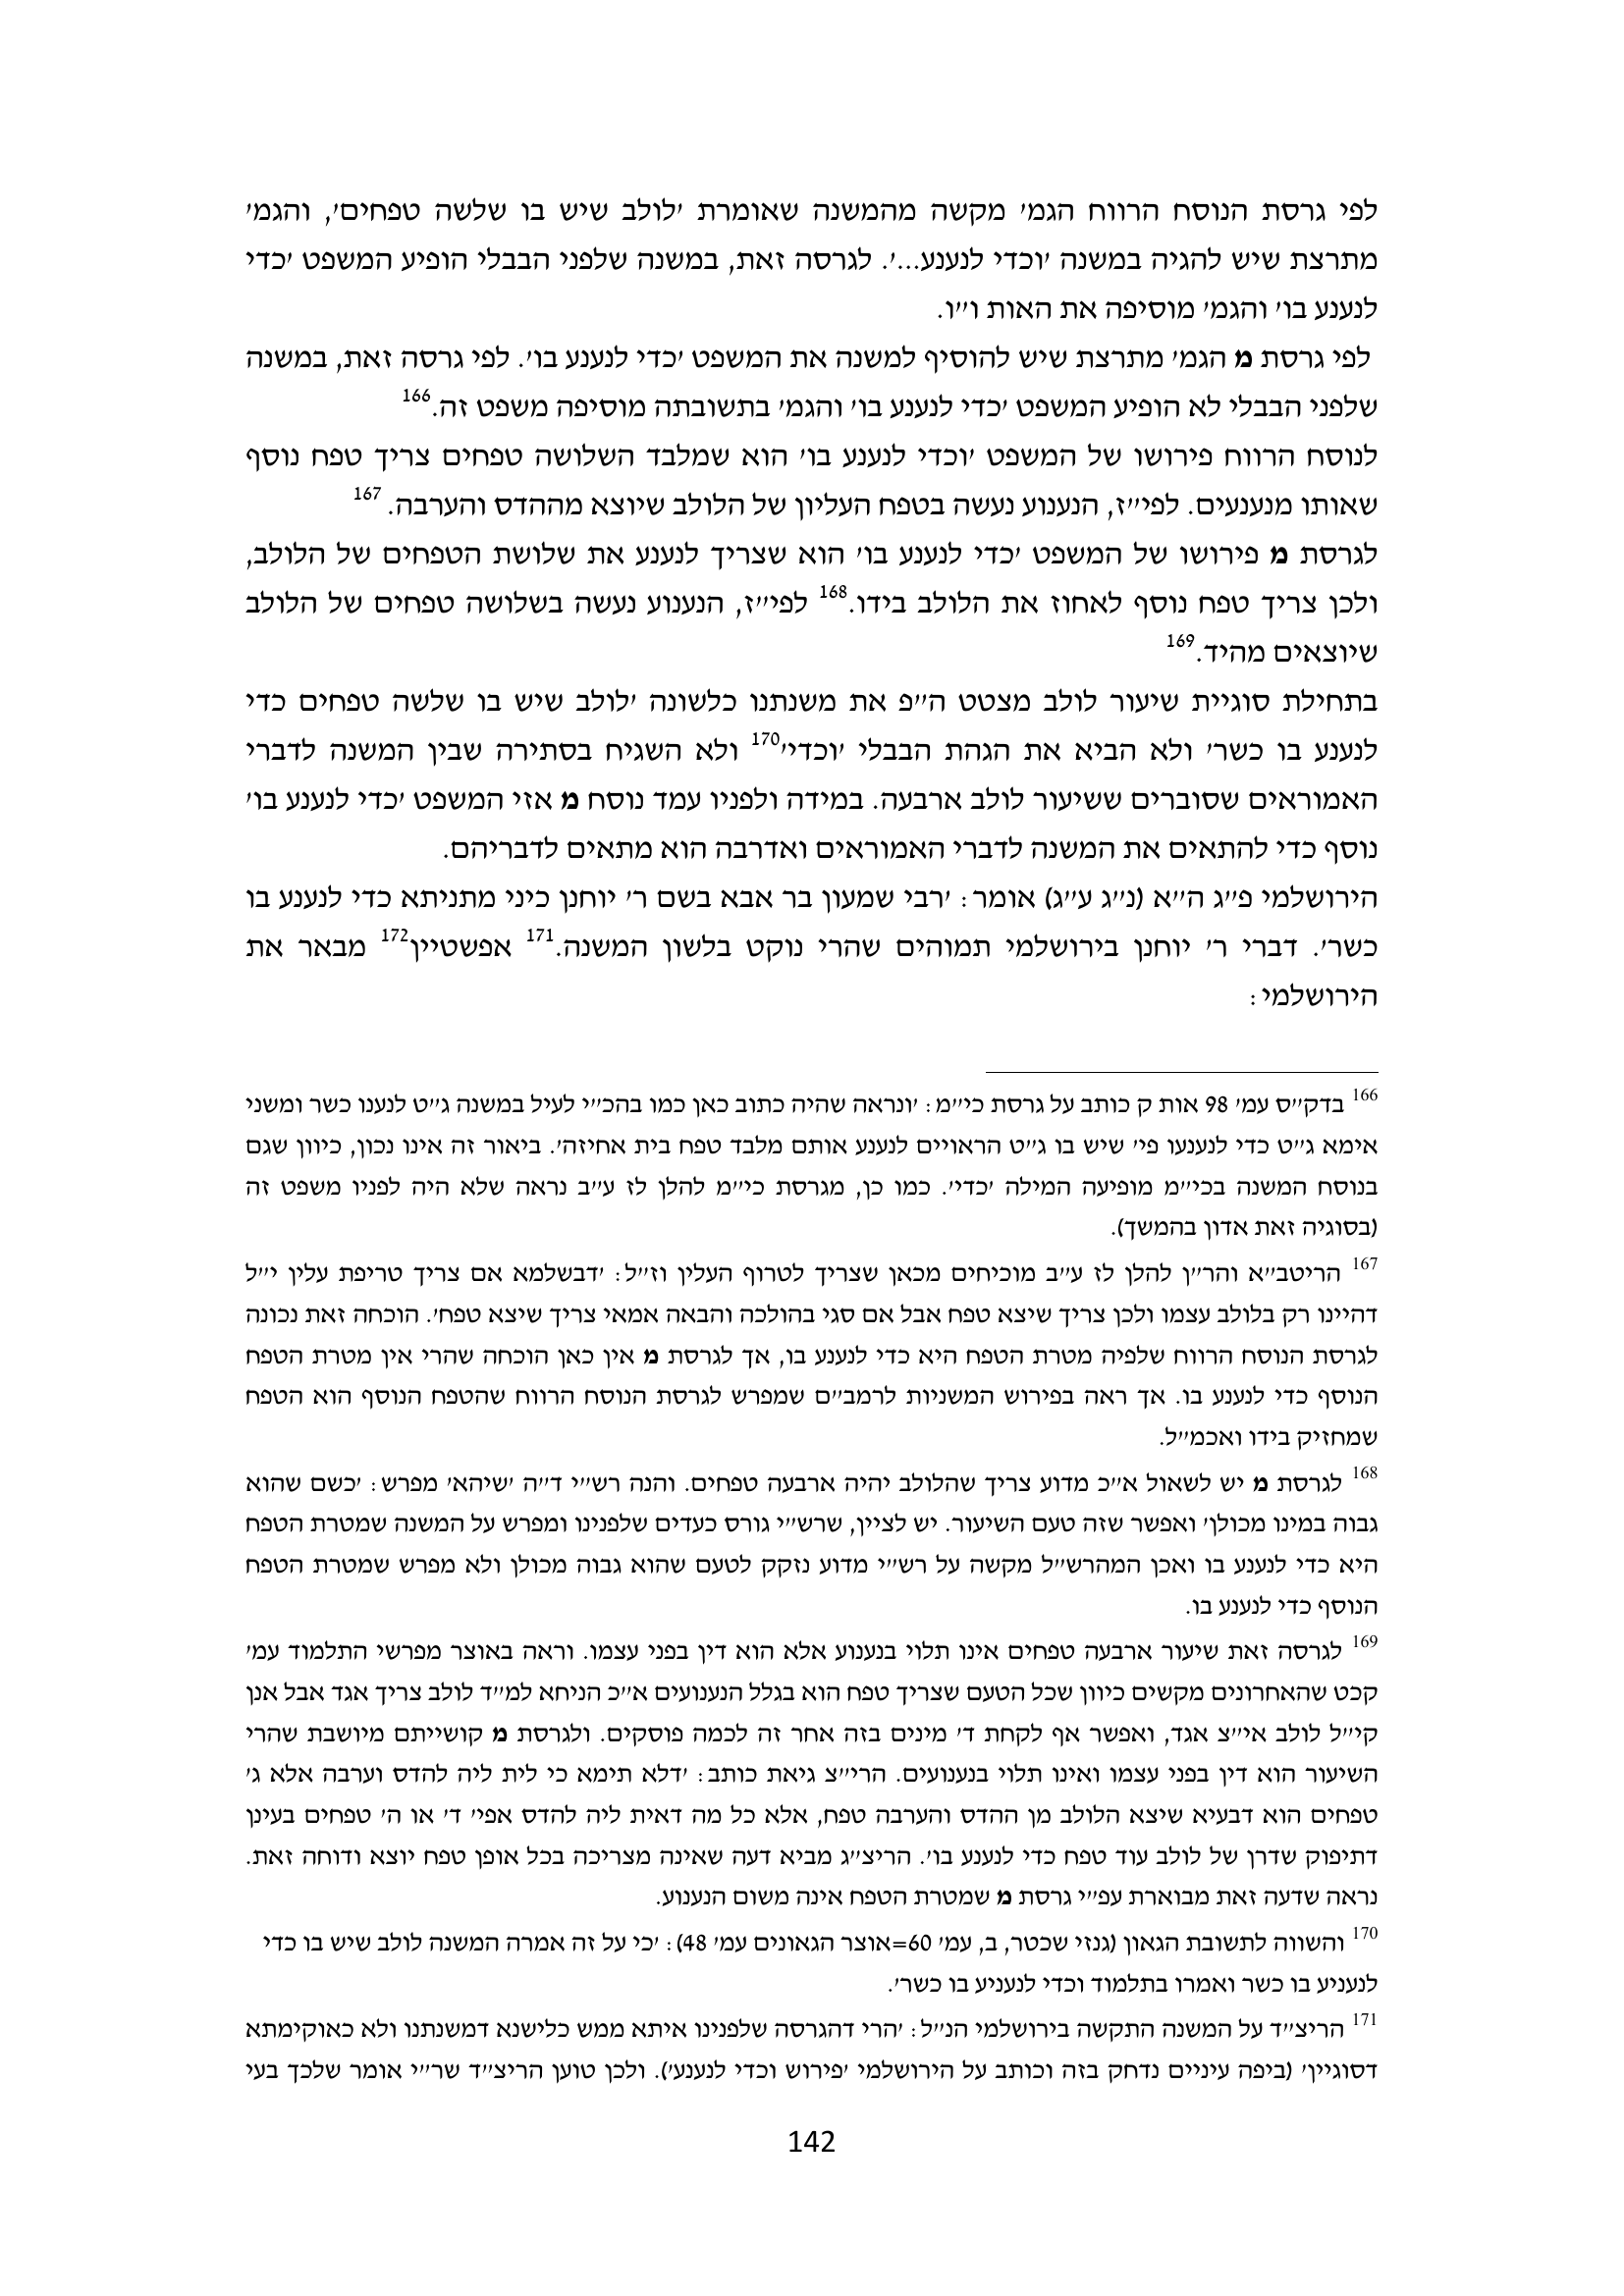 לפי גרסת הנוסח הרווח הגמ׳ מקשה מהמשנה שאומרת ׳לולב שיש בו שלשה טפחים׳, והגמ׳
מתרצת שיש להגיה במשנה ׳וכדי לנענע...׳. לגרסה זאת, במשנה שלפני הבבלי הופיע המשפט ׳כדי
לנענע בו׳ והגמ׳ מוסיפה את האות ו״ו.
לפי גרסת מ הגמ׳ מתרצת שיש להוסיף למשנה את המשפט ׳כדי לנענע בו׳. לפי גרסה זאת, במשנה
שלפני הבבלי לא הופיע המשפט ׳כדי לנענע בו׳ והגמ׳ בתשובתה מוסיפה משפט זה.166
לנוסח הרווח פירושו של המשפט ׳וכדי לנענע בו׳ הוא שמלבד השלושה טפחים צריך טפח נוסף
שאותו מנענעים. לפי״ז, הנענוע נעשה בטפח העליון של הלולב שיוצא מההדס והערבה. 167
לגרסת מ פירושו של המשפט ׳כדי לנענע בו׳ הוא שצריך לנענע את שלושת הטפחים של הלולב,
ולכן צריך טפח נוסף לאחוז את הלולב בידו.168 לפי״ז, הנענוע נעשה בשלושה טפחים של הלולב
שיוצאים מהיד.169
בתחילת סוגיית שיעור לולב מצטט ה״פ את משנתנו כלשונה ׳לולב שיש בו שלשה טפחים כדי
לנענע בו כשר׳ ולא הביא את הגהת הבבלי ׳וכדי׳170 ולא השגיח בסתירה שבין המשנה לדברי
האמוראים שסוברים ששיעור לולב ארבעה. במידה ולפניו עמד נוסח מ אזי המשפט ׳כדי לנענע בו׳
נוסף כדי להתאים את המשנה לדברי האמוראים ואדרבה הוא מתאים לדבריהם.
הירושלמי פ״ג ה״א (נ״ג ע״ג) אומר: ׳רבי שמעון בר אבא בשם ר׳ יוחנן כיני מתניתא כדי לנענע בו
כשר׳. דברי ר׳ יוחנן בירושלמי תמוהים שהרי נוקט בלשון המשנה.171 אפשטיין172 מבאר את
הירושלמי:
166 בדק״ס עמ׳ 98 אות ק כותב על גרסת כי״מ: ׳ונראה שהיה כתוב כאן כמו בהכ״י לעיל במשנה ג״ט לנענו כשר ומשני
אימא ג״ט כדי לנענעו פי׳ שיש בו ג״ט הראויים לנענע אותם מלבד טפח בית אחיזה׳. ביאור זה אינו נכון, כיוון שגם
בנוסח המשנה בכי״מ מופיעה המילה ׳כדי׳. כמו כן, מגרסת כי״מ להלן לז ע״ב נראה שלא היה לפניו משפט זה
(בסוגיה זאת אדון בהמשך).
167 הריטב״א והר״ן להלן לז ע״ב מוכיחים מכאן שצריך לטרוף העלין וז״ל: ׳דבשלמא אם צריך טריפת עלין י״ל
דהיינו רק בלולב עצמו ולכן צריך שיצא טפח אבל אם סגי בהולכה והבאה אמאי צריך שיצא טפח׳. הוכחה זאת נכונה
לגרסת הנוסח הרווח שלפיה מטרת הטפח היא כדי לנענע בו, אך לגרסת מ אין כאן הוכחה שהרי אין מטרת הטפח
הנוסף כדי לנענע בו. אך ראה בפירוש המשניות לרמב״ם שמפרש לגרסת הנוסח הרווח שהטפח הנוסף הוא הטפח
שמחזיק בידו ואכמ״ל.
168 לגרסת מ יש לשאול א״כ מדוע צריך שהלולב יהיה ארבעה טפחים. והנה רש״י ד״ה ׳שיהא׳ מפרש: ׳כשם שהוא
גבוה במינו מכולן׳ ואפשר שזה טעם השיעור. יש לציין, שרש״י גורס כעדים שלפנינו ומפרש על המשנה שמטרת הטפח
היא כדי לנענע בו ואכן המהרש״ל מקשה על רש״י מדוע נזקק לטעם שהוא גבוה מכולן ולא מפרש שמטרת הטפח
הנוסף כדי לנענע בו.
169 לגרסה זאת שיעור ארבעה טפחים אינו תלוי בנענוע אלא הוא דין בפני עצמו. וראה באוצר מפרשי התלמוד עמ׳
קכט שהאחרונים מקשים כיוון שכל הטעם שצריך טפח הוא בגלל הנענועים א״כ הניחא למ״ד לולב צריך אגד אבל אנן
קי״ל לולב אי״צ אגד, ואפשר אף לקחת ד׳ מינים בזה אחר זה לכמה פוסקים. ולגרסת מ קושייתם מיושבת שהרי
השיעור הוא דין בפני עצמו ואינו תלוי בנענועים. הרי״צ גיאת כותב: ׳דלא תימא כי לית ליה להדס וערבה אלא ג׳
טפחים הוא דבעיא שיצא הלולב מן ההדס והערבה טפח, אלא כל מה דאית ליה להדס אפי׳ ד׳ או ה׳ טפחים בעינן
דתיפוק שדרן של לולב עוד טפח כדי לנענע בו׳. הריצ״ג מביא דעה שאינה מצריכה בכל אופן טפח יוצא ודוחה זאת.
נראה שדעה זאת מבוארת עפ״י גרסת מ שמטרת הטפח אינה משום הנענוע.
170 והשווה לתשובת הגאון (גנזי שכטר, ב, עמ׳ 60=אוצר הגאונים עמ׳ 48): ׳כי על זה אמרה המשנה לולב שיש בו כדי
לנעניע בו כשר ואמרו בתלמוד וכדי לנעניע בו כשר׳.
171 הריצ״ד על המשנה התקשה בירושלמי הנ״ל: ׳הרי דהגרסה שלפנינו איתא ממש כלישנא דמשנתנו ולא כאוקימתא
דסוגיין׳ (ביפה עיניים נדחק בזה וכותב על הירושלמי ׳פירוש וכדי לנענע׳). ולכן טוען הריצ״ד שר״י אומר שלכך בעי
142